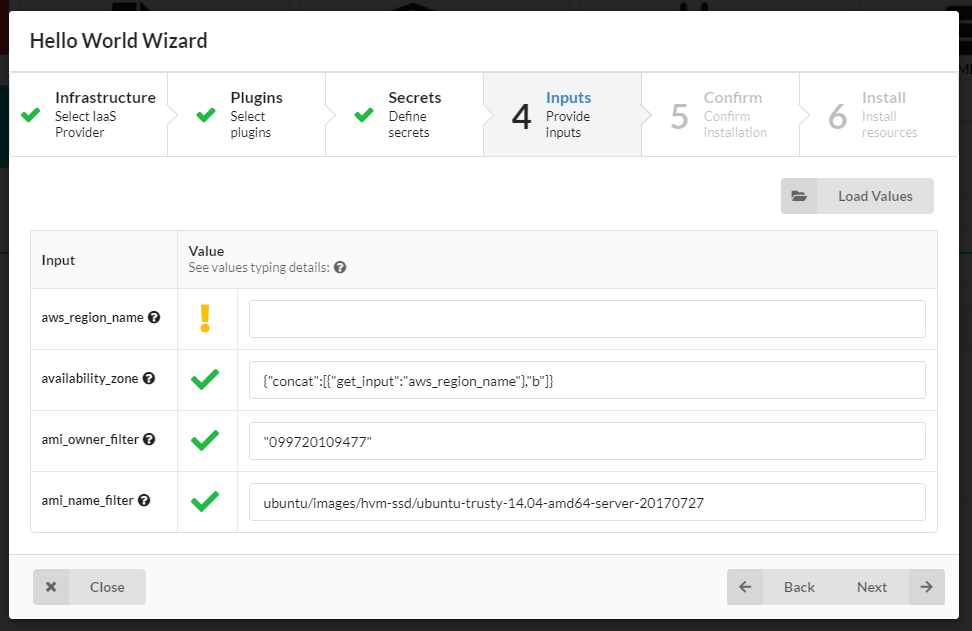 Hello World Wizard
Infrastructure
Select IaaS
Provider
Plugins
Select
plugins
Secrets
Define
secrets
4
Inputs
Provide
inputs
5
Confirm
Confirm
installation
6
Install
Install
resources
Load Values
Input
Value
See values typing details:
aws_region_name
availability_zone
{"concat":[{"get_input":"aws_region_name"},"b"]}
ami_owner_filter
"099720109477"
ami_name_filter
ubuntu/images/hvm-ssd/ubuntu-trusty-14.04-amd64-server-20170727
Close
Back
Next